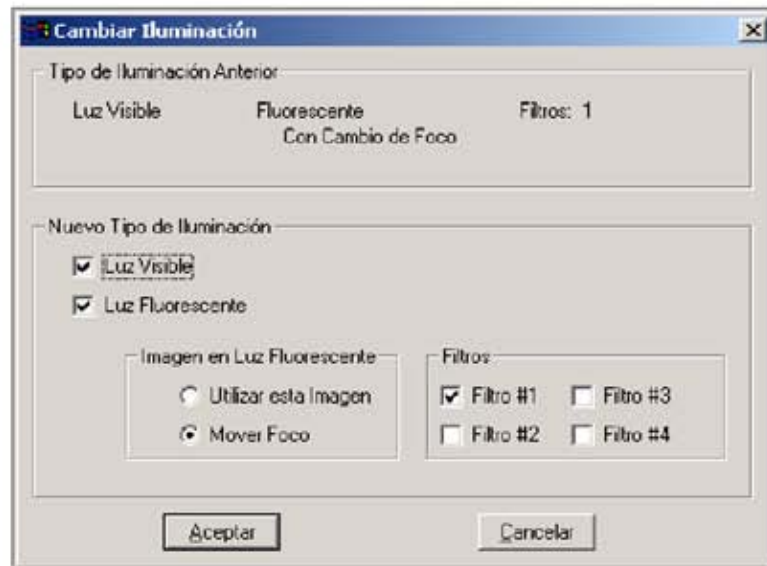 Cambiar Iluminación
Tipo de Iluminación Anterior
Luz Visible Fluorescente Filtros: 1
Con Cambio de Foco
Nuevo Tipo de Iluminación
Luz Visible
Luz Fluorescente
Imagen en Luz Fluorescente Filtros
Utilizar esta Imagen Filtro #1 Filtro #3
Mover Foco Filtro #2 Filtro #4
Aceptar Cancelar